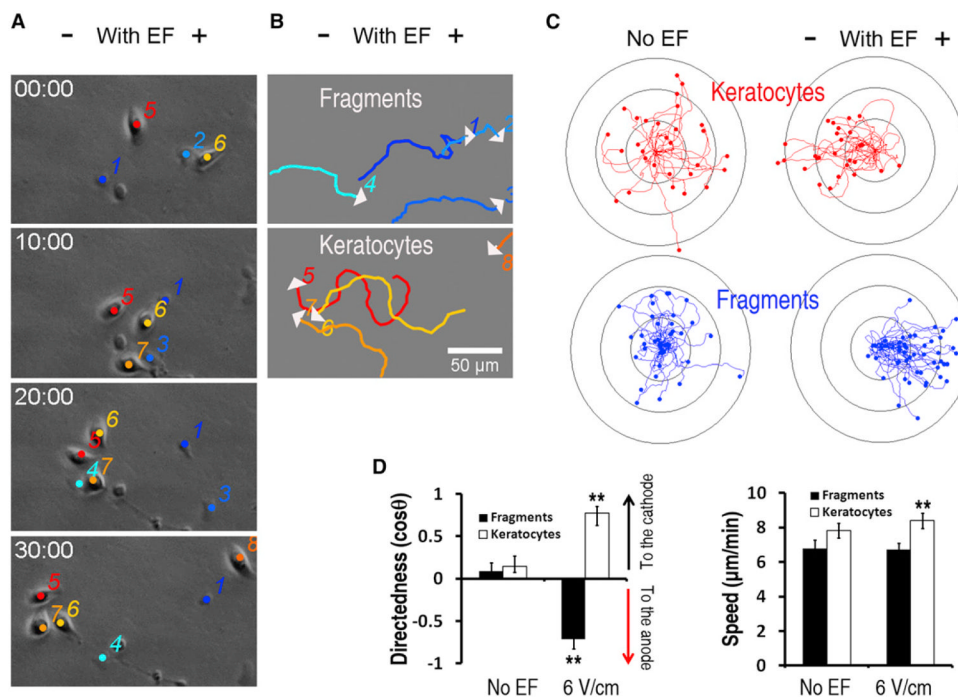 A
- With EF +
00:00
5
2
6
1
10:00
1
5
6
7
3
20:00
6
5
1
4
7
3
30:00
8
5
1
7
6
4
B
- With EF +
Fragments
1
2
4
3
Keratocytes
8
5
7
6
50 µm
C
No EF
- With EF +
Keratocytes
Fragments
D
Directedness (cosθ)
1
0.5
0
-0.5
-1
Fragments
Keratocytes
**
**
No EF
6 V/cm
To the cathode
To the anode
Speed (µm/min)
10
8
6
4
2
0
Fragments
Keratocytes
**
No EF
6 V/cm